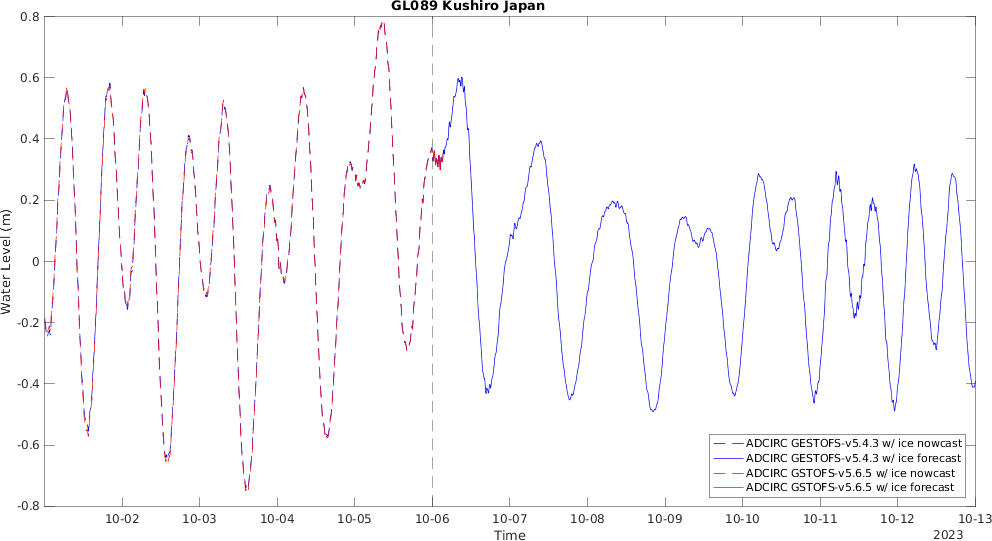 GL089 Kushiro Japan
0.8
0.6
0.4
0.2
0
-0.2
-0.4
-0.6
-0.8
Water Level (m)
ADCIRC GESTOFS-v5.4.3 w/ ice nowcast
ADCIRC GESTOFS-v5.4.3 w/ ice forecast
ADCIRC GSTOFS-v5.6.5 w/ ice nowcast
ADCIRC GSTOFS-v5.6.5 w/ ice forecast
10-02 10-03 10-04 10-05 10-06 10-07 10-08 10-09 10-10 10-11 10-12 10-13
Time
2023